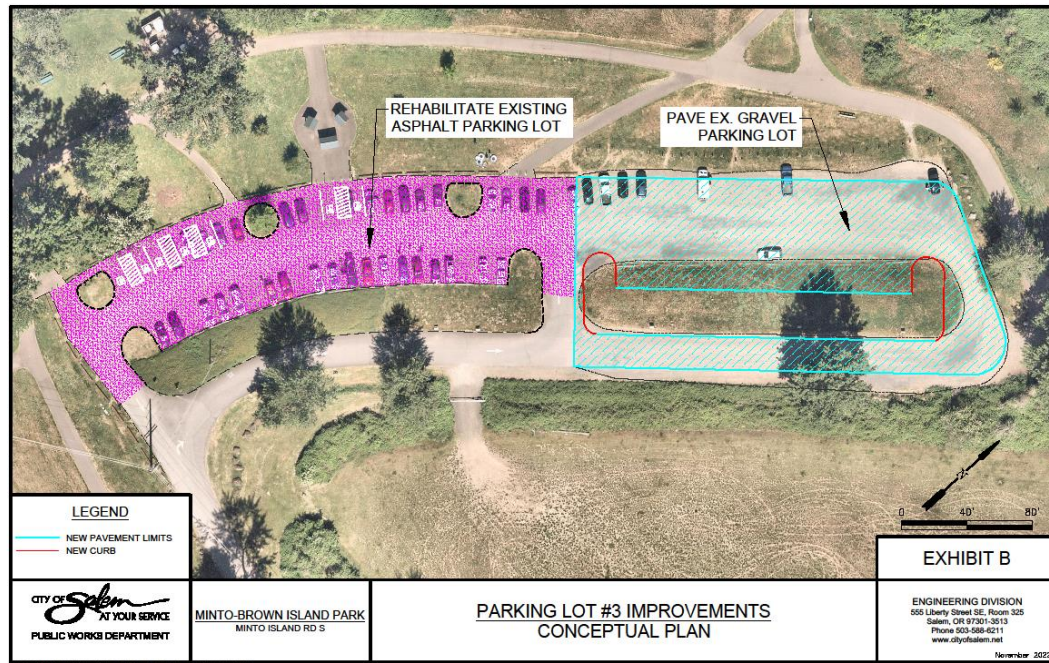 REHABILITATE EXISTING
ASPHALT PARKING LOT
PAVE EX. GRAVEL
PARKING LOT
LEGEND
NEW PAVEMENT LIMITS
NEW CURB
0 40' 80'
EXHIBIT B
CITY OF Salem
AT YOUR SERVICE
PUBLIC WORKS DEPARTMENT
MINTO-BROWN ISLAND PARK
MINTO ISLAND RD S
PARKING LOT #3 IMPROVEMENTS
CONCEPTUAL PLAN
ENGINEERING DIVISION
555 Liberty Street SE, Room 325
Salem, OR 97301-3513
Phone 503-588-6211
www.cityofsalem.net
November 2022